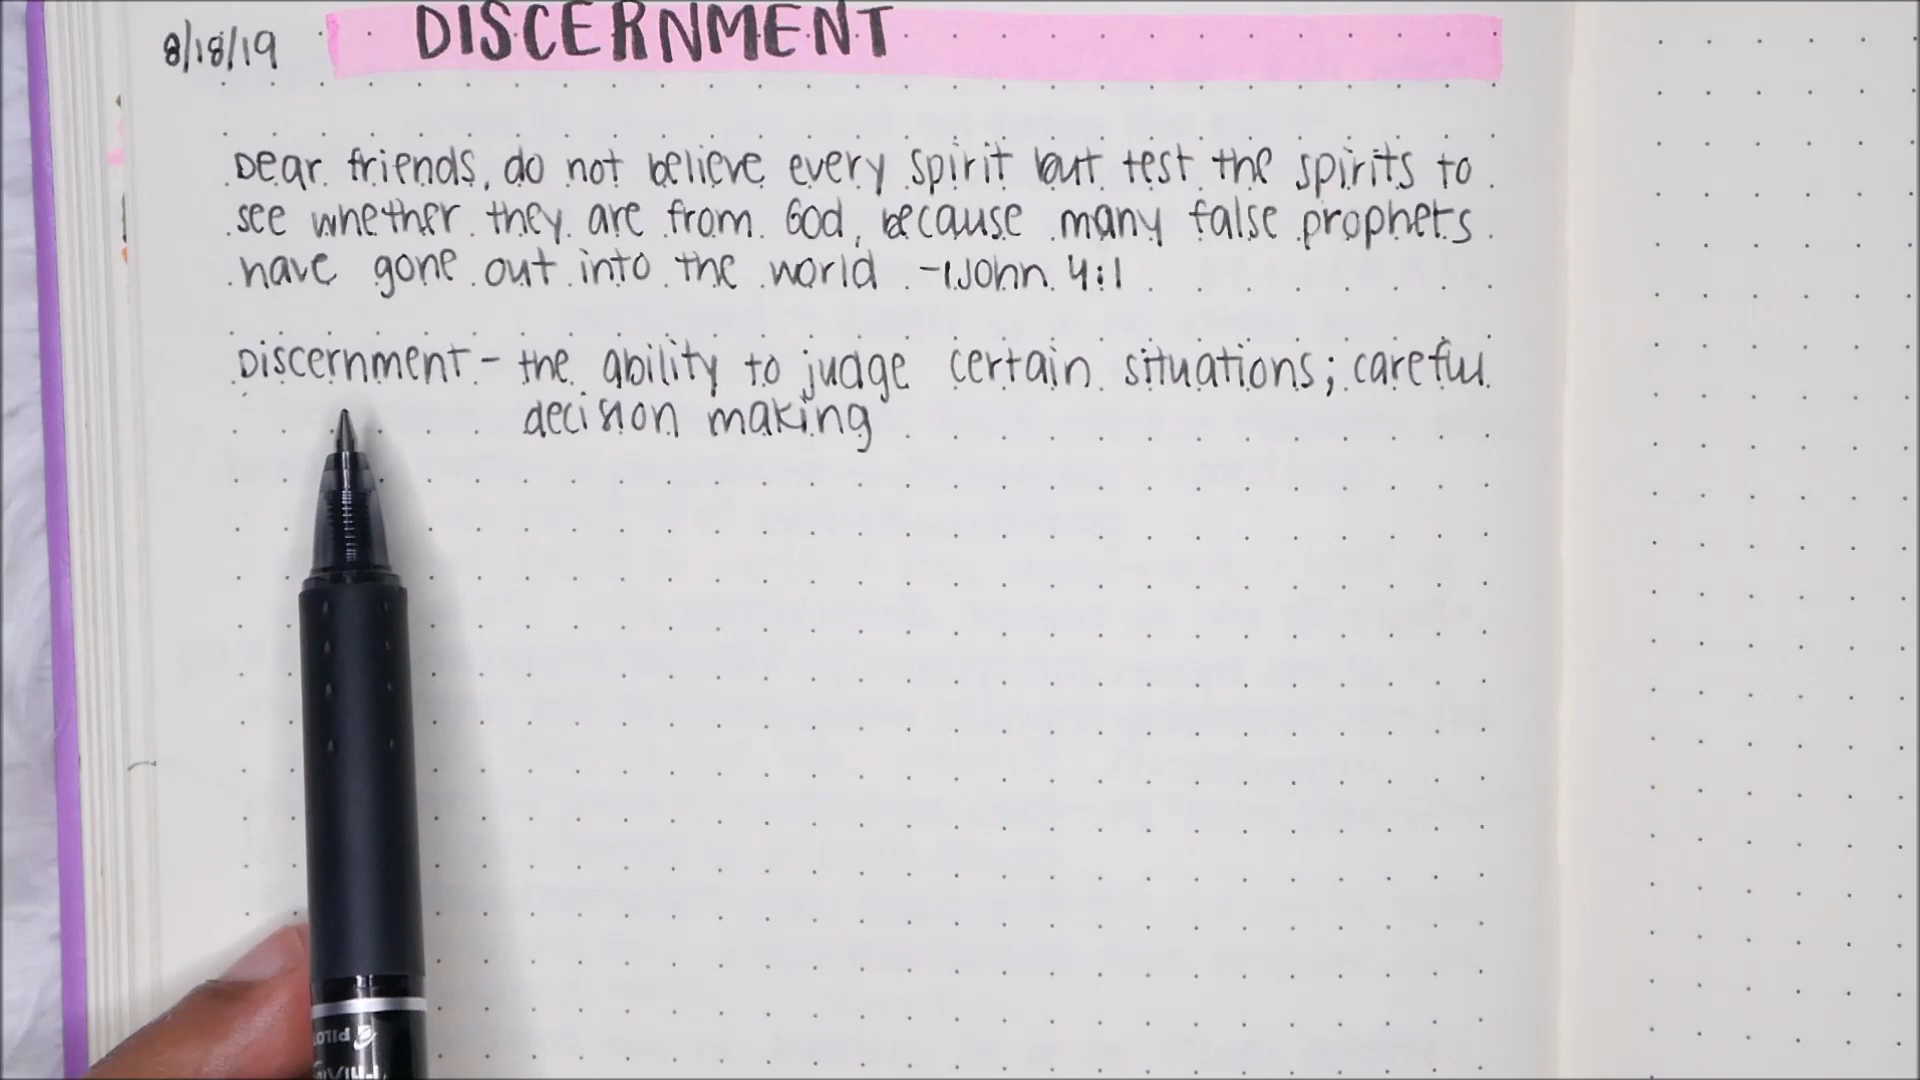 8/18/19 DISCERNMENT
Dear friends, do not believe every spirit but test the spirits to
see whether they are from God, because many false prophets
have gone out into the world -1John 4:1
Discernment - the ability to judge certain situations; careful
decision making
PILOT